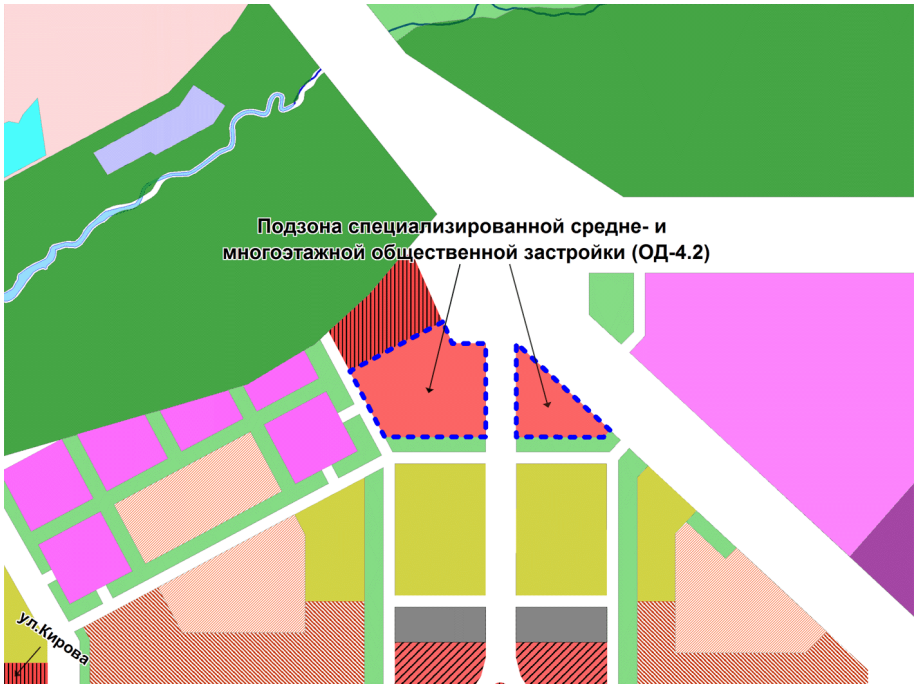 Подзона специализированной средне- и
многоэтажной общественной застройки (ОД-4.2)
ул.Кирова